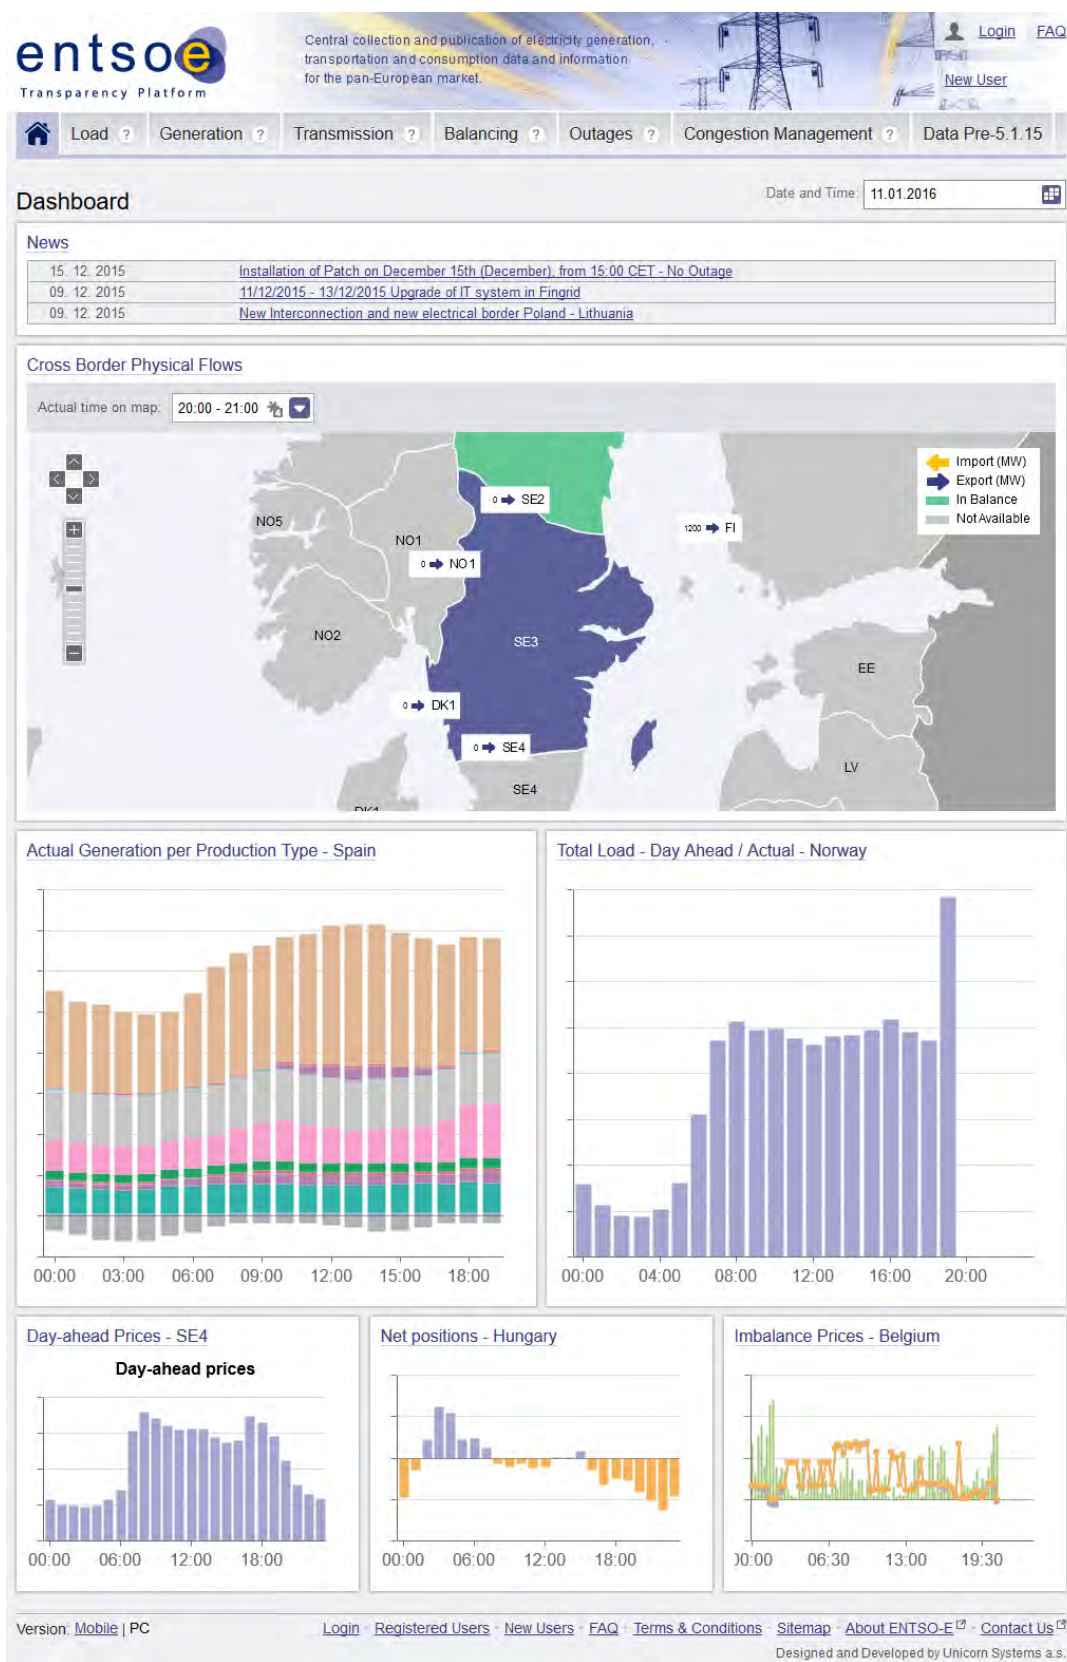 entsoe
Transparency Platform
Central collection and publication of electricity generation,
transportation and consumption data and information
for the pan-European market.
Login FAQ
New User
Load ? Generation ? Transmission ? Balancing ? Outages ? Congestion Management ? Data Pre-5.1.15
Dashboard
Date and Time: 11.01.2016
News
15. 12. 2015 Installation of Patch on December 15th (December), from 15:00 CET - No Outage
09. 12. 2015 11/12/2015 - 13/12/2015 Upgrade of IT system in Fingrid
09. 12. 2015 New Interconnection and new electrical border Poland - Lithuania
Cross Border Physical Flows
Actual time on map: 20:00 - 21:00
Import (MW)
Export (MW)
In Balance
Not Available
0 SE2
NO5
1200 FI
NO1
0 NO1
NO2
SE3
EE
0 DK1
0 SE4
LV
SE4
DK1
Actual Generation per Production Type - Spain
00:00 03:00 06:00 09:00 12:00 15:00 18:00
Total Load - Day Ahead / Actual - Norway
00:00 04:00 08:00 12:00 16:00 20:00
Day-ahead Prices - SE4
Day-ahead prices
00:00 06:00 12:00 18:00
Net positions - Hungary
00:00 06:00 12:00 18:00
Imbalance Prices - Belgium
00:00 06:30 13:00 19:30
Version: Mobile | PC
Login - Registered Users - New Users - FAQ - Terms & Conditions - Sitemap - About ENTSO-E - Contact Us
Designed and Developed by Unicorn Systems a.s.